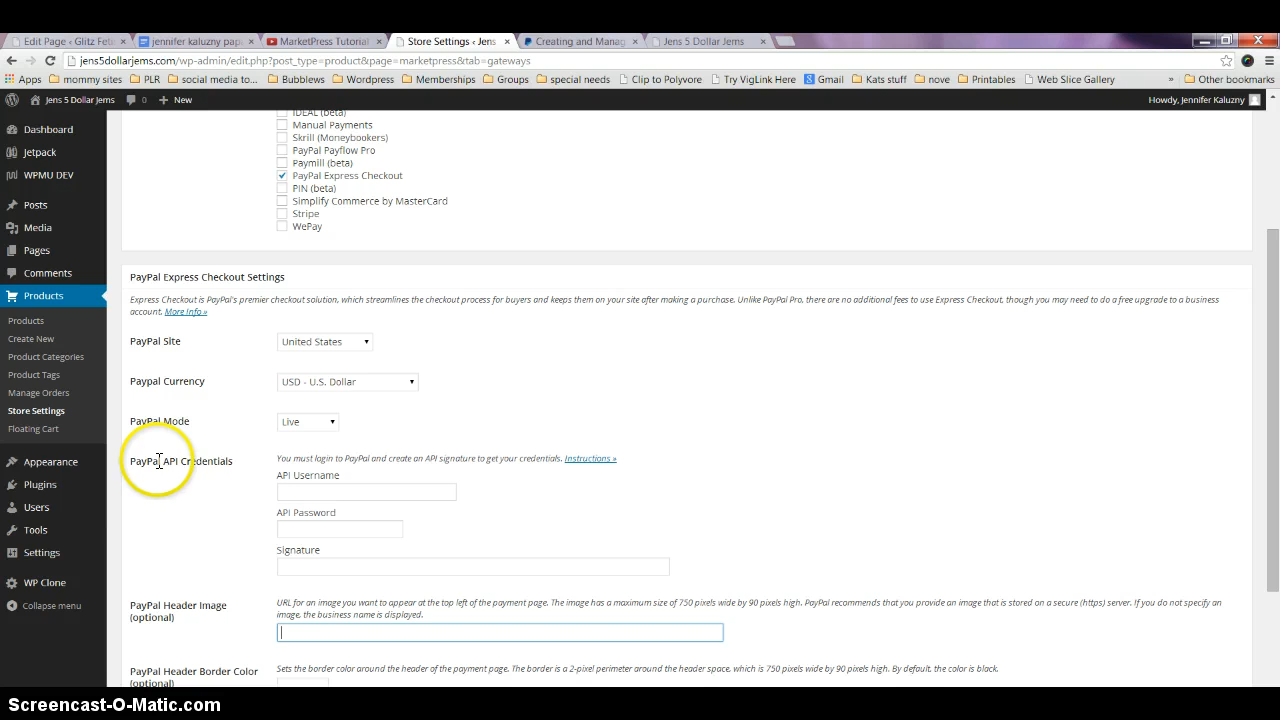 Edit Page ‹ Glitz Fet
jennifer kaluzny pap
MarketPress Tutorial
Store Settings ‹ Jens
Creating and Manag
Jens 5 Dollar Jems
jens5dollarjems.com/wp-admin/edit.php?post_type=product&page=marketpress&tab=gateways
Apps
mommy sites
PLR
social media to...
Bubblews
Wordpress
Memberships
Groups
special needs
Clip to Polyvore
Try VigLink Here
Gmail
Kats stuff
nove
Printables
Web Slice Gallery
»
Other bookmarks
Jens 5 Dollar Jems
0
New
Howdy, Jennifer Kaluzny
Dashboard
Jetpack
WPMU DEV
Posts
Media
Pages
Comments
Products
Products
Create New
Product Categories
Product Tags
Manage Orders
Store Settings
Floating Cart
Appearance
Plugins
Users
Tools
Settings
WP Clone
Collapse menu
IDEAL (beta)
Manual Payments
Skrill (Moneybookers)
PayPal Payflow Pro
Paymill (beta)
PayPal Express Checkout
PIN (beta)
Simplify Commerce by MasterCard
Stripe
WePay
PayPal Express Checkout Settings
Express Checkout is PayPal's premier checkout solution, which streamlines the checkout process for buyers and keeps them on your site after making a purchase. Unlike PayPal Pro, there are no additional fees to use Express Checkout, though you may need to do a free upgrade to a business
account. More Info »
PayPal Site
United States
Paypal Currency
USD - U.S. Dollar
PayPal Mode
Live
PayPal API Credentials
You must login to PayPal and create an API signature to get your credentials. Instructions »
API Username
API Password
Signature
PayPal Header Image
(optional)
URL for an image you want to appear at the top left of the payment page. The image has a maximum size of 750 pixels wide by 90 pixels high. PayPal recommends that you provide an image that is stored on a secure (https) server. If you do not specify an
image, the business name is displayed.
PayPal Header Border Color
(optional)
Sets the border color around the header of the payment page. The border is a 2-pixel perimeter around the header space, which is 750 pixels wide by 90 pixels high. By default, the color is black.
Screencast-O-Matic.com